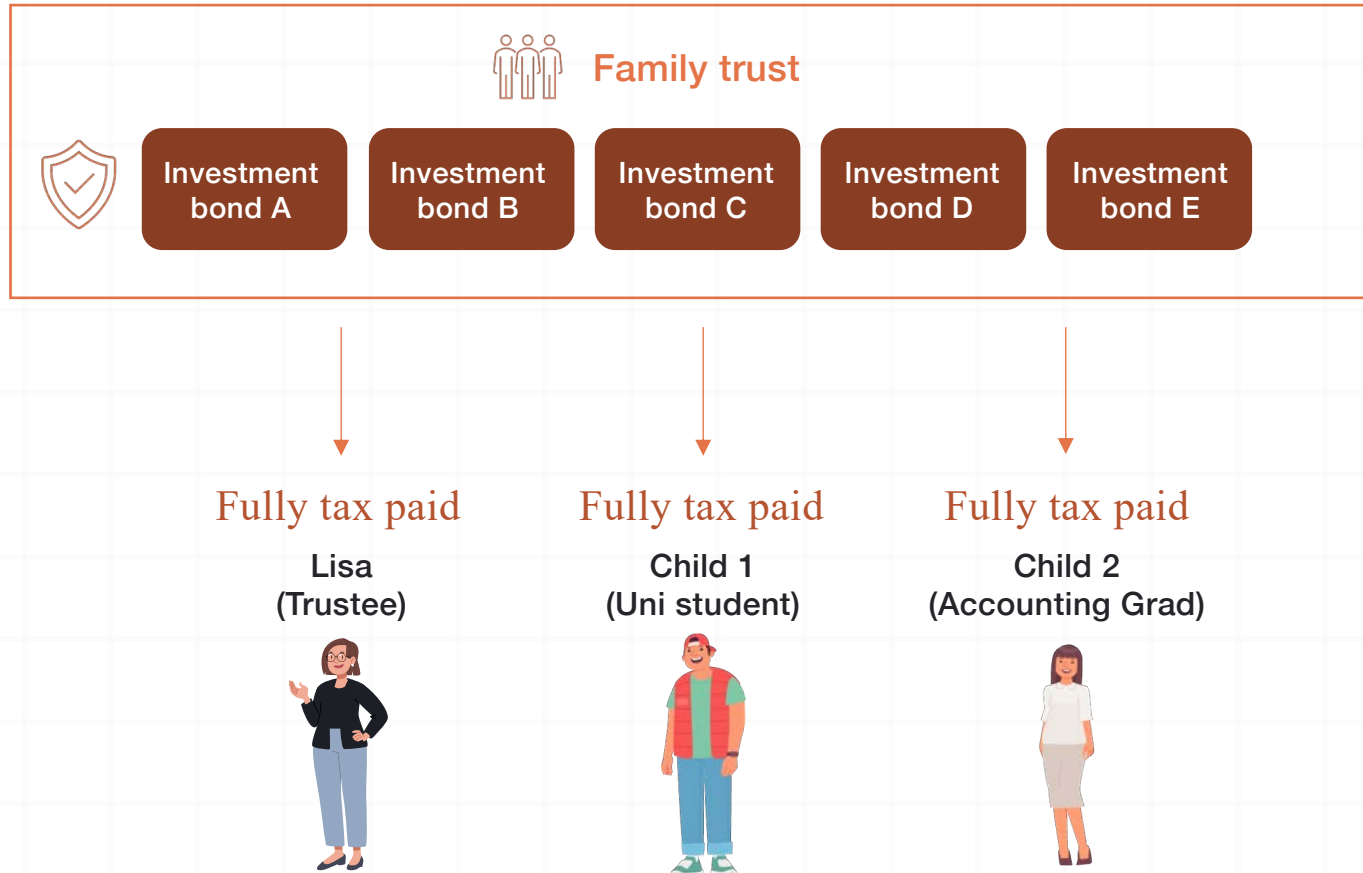 Family trust
Investment
bond A
Investment
bond B
Investment
bond C
Investment
bond D
Investment
bond E
Fully tax paid
Lisa
(Trustee)
Fully tax paid
Child 1
(Uni student)
Fully tax paid
Child 2
(Accounting Grad)